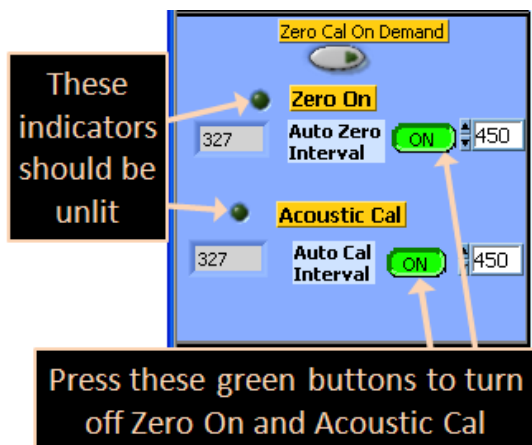 Zero Cal On Demand
These
indicators
should be
unlit
Zero On
327
Auto Zero
Interval
ON
450
Acoustic Cal
327
Auto Cal
Interval
ON
450
Press these green buttons to turn
off Zero On and Acoustic Cal